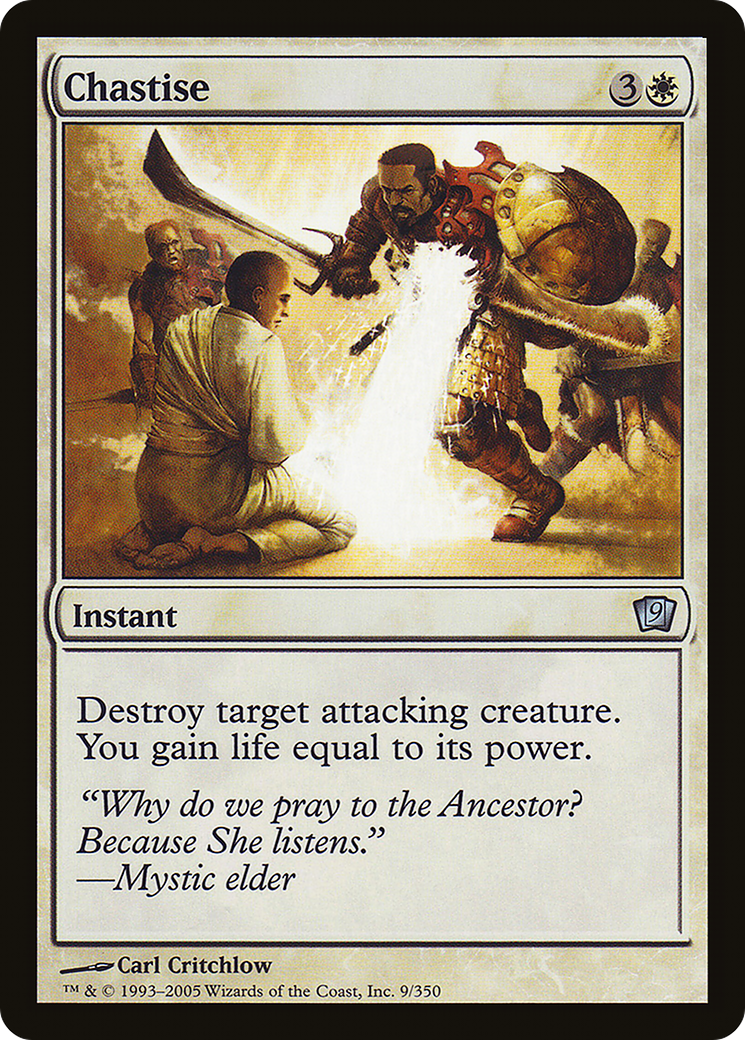 Chastise
3
Instant
9
Destroy target attacking creature.
You gain life equal to its power.
“Why do we pray to the Ancestor?
Because She listens.”
—Mystic elder
Carl Critchlow
™ & © 1993–2005 Wizards of the Coast, Inc. 9/350